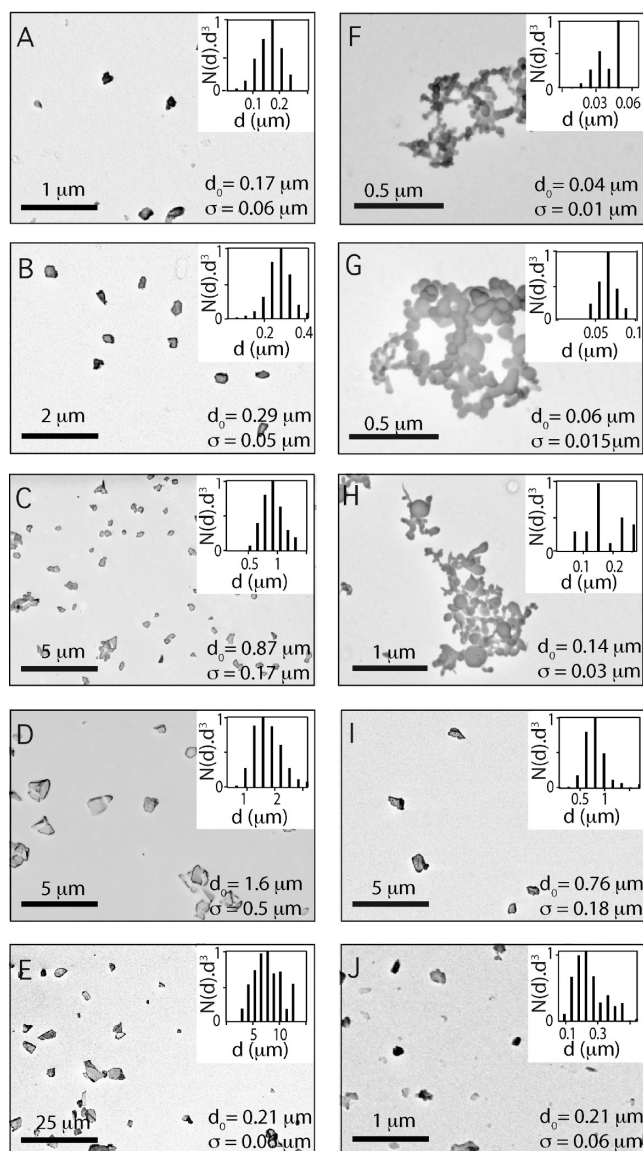 A
N(d).d³
1
0
0.1 0.2
d (µm)
1 µm
d₀= 0.17 µm
σ = 0.06 µm
B
N(d).d³
1
0
0.2 0.4
d (µm)
2 µm
d₀= 0.29 µm
σ = 0.05 µm
C
N(d).d³
1
0
0.5 1
d (µm)
5 µm
d₀= 0.87 µm
σ = 0.17 µm
D
N(d).d³
1
0
1 2 3
d (µm)
5 µm
d₀= 1.6 µm
σ = 0.5 µm
E
N(d).d³
1
0
5 10
d (µm)
25 µm
d₀= 0.21 µm
σ = 0.06 µm
F
N(d).d³
1
0
0.03 0.06
d (µm)
0.5 µm
d₀= 0.04 µm
σ = 0.01 µm
G
N(d).d³
1
0
0.05 0.1
d (µm)
0.5 µm
d₀= 0.06 µm
σ = 0.015µm
H
N(d).d³
1
0
0.1 0.2
d (µm)
1 µm
d₀= 0.14 µm
σ = 0.03 µm
I
N(d).d³
1
0
0.5 1
d (µm)
5 µm
d₀= 0.76 µm
σ = 0.18 µm
J
N(d).d³
1
0
0.1 0.3
d (µm)
1 µm
d₀= 0.21 µm
σ = 0.06 µm